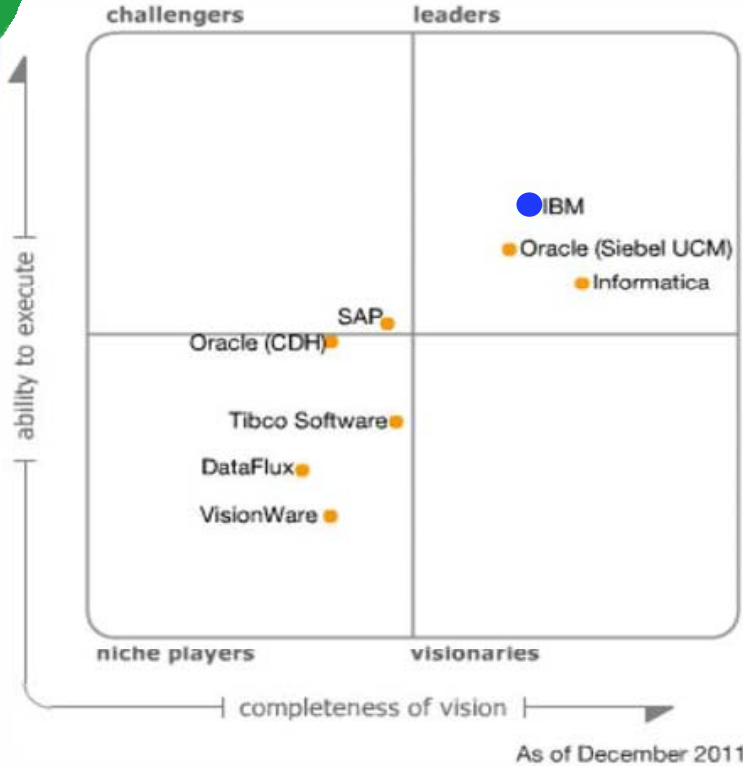 challengers
leaders
IBM
Oracle (Siebel UCM)
Informatica
SAP
Oracle (CDH)
Tibco Software
DataFlux
VisionWare
ability to execute
niche players
visionaries
completeness of vision
As of December 2011